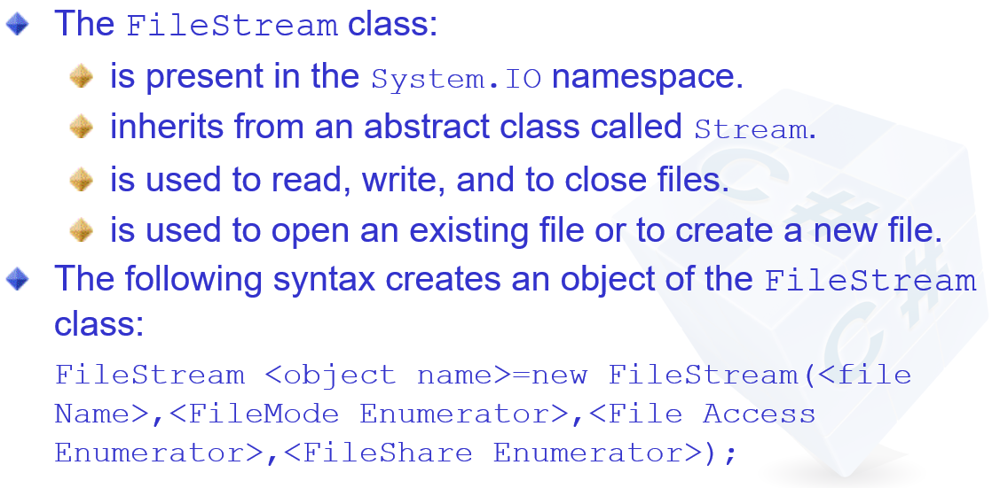 The FileStream class:
is present in the System.IO namespace.
inherits from an abstract class called Stream.
is used to read, write, and to close files.
is used to open an existing file or to create a new file.
The following syntax creates an object of the FileStream
class:
FileStream <object name>=new FileStream(<file
Name>,<FileMode Enumerator>,<File Access
Enumerator>,<FileShare Enumerator>);
C#
C#